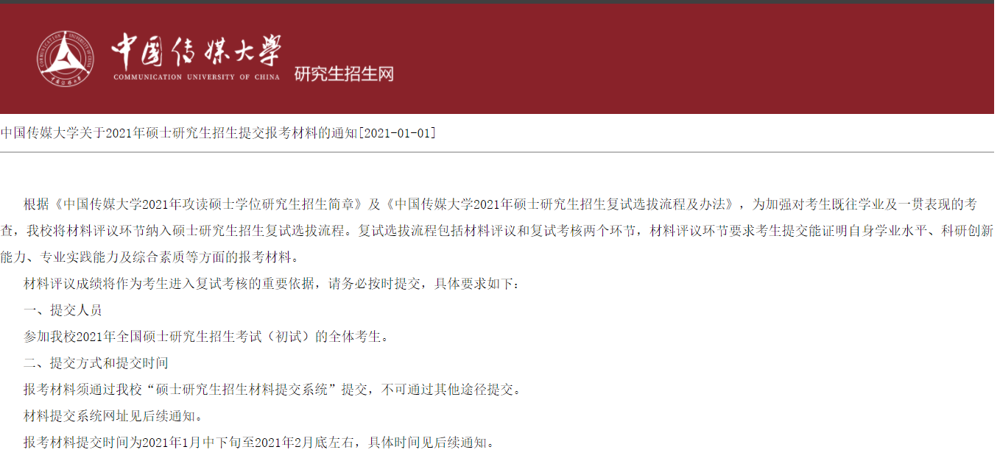 中国传媒大学
COMMUNICATION UNIVERSITY OF CHINA
研究生招生网
中国传媒大学关于2021年硕士研究生招生提交报考材料的通知[2021-01-01]
根据《中国传媒大学2021年攻读硕士学位研究生招生简章》及《中国传媒大学2021年硕士研究生招生复试选拔流程及办法》，为加强对考生既往学业及一贯表现的考
查，我校将材料评议环节纳入硕士研究生招生复试选拔流程。复试选拔流程包括材料评议和复试考核两个环节，材料评议环节要求考生提交能证明自身学业水平、科研创新
能力、专业实践能力及综合素质等方面的报考材料。
材料评议成绩将作为考生进入复试考核的重要依据，请务必按时提交，具体要求如下：
一、提交人员
参加我校2021年全国硕士研究生招生考试（初试）的全体考生。
二、提交方式和提交时间
报考材料须通过我校“硕士研究生招生材料提交系统”提交，不可通过其他途径提交。
材料提交系统网址见后续通知。
报考材料提交时间为2021年1月中下旬至2021年2月底左右，具体时间见后续通知。